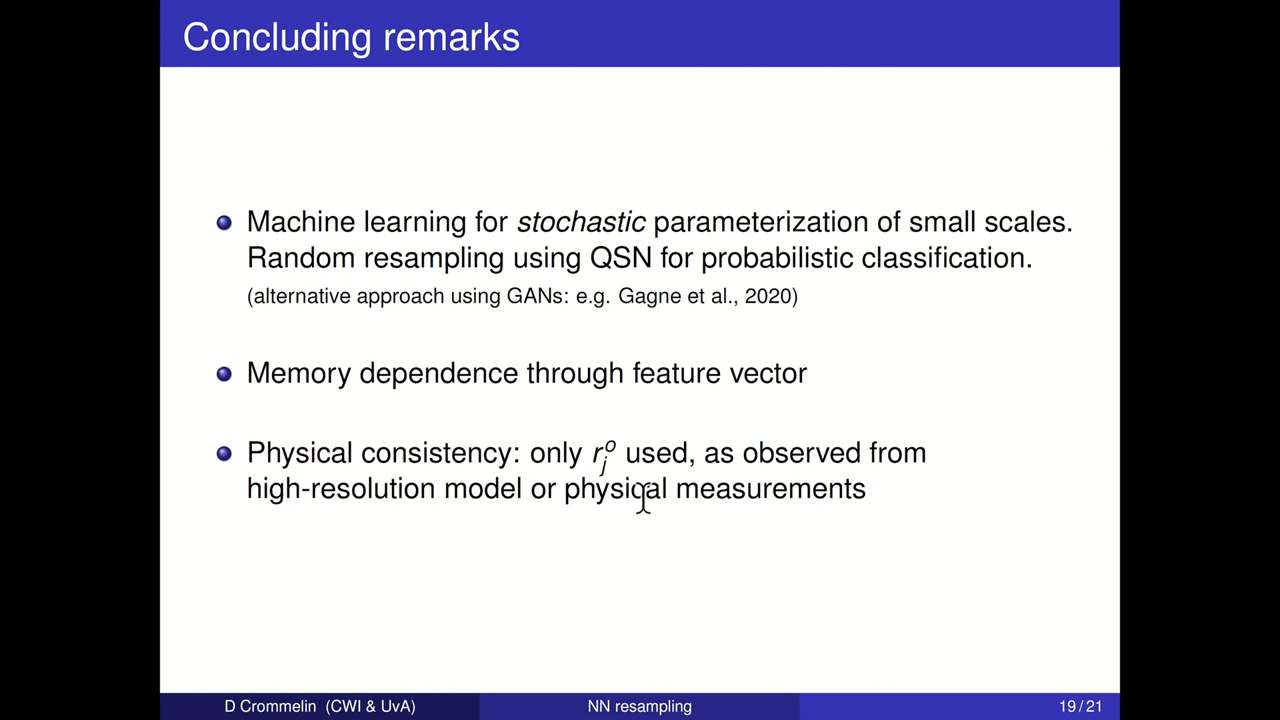 Concluding remarks
Machine learning for stochastic parameterization of small scales.
Random resampling using QSN for probabilistic classification.
(alternative approach using GANs: e.g. Gagne et al., 2020)
Memory dependence through feature vector
Physical consistency: only r_j^o used, as observed from
high-resolution model or physical measurements
D Crommelin (CWI & UvA) NN resampling 19 / 21